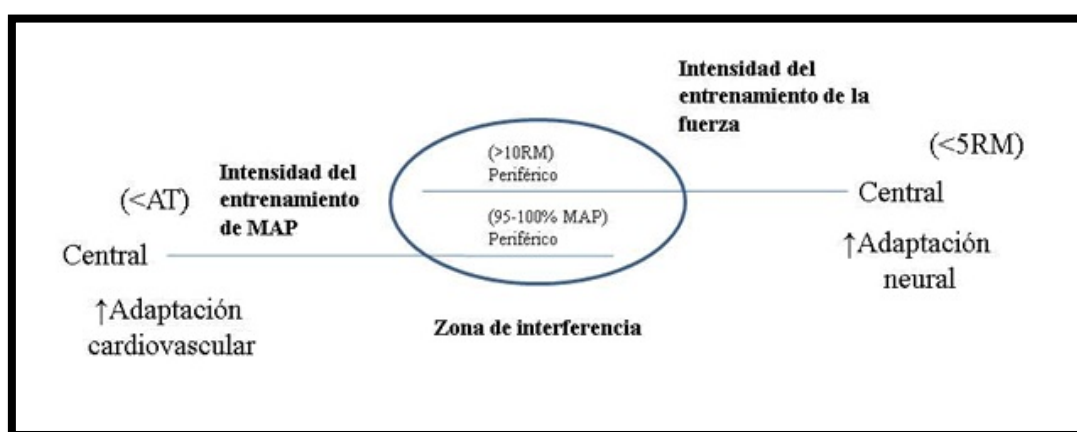 Intensidad del
entrenamiento de la
fuerza
(<5RM)
(>10RM)
Periférico
Central
Intensidad del
entrenamiento
de MAP
(<AT)
(95-100% MAP)
Periférico
Central
↑Adaptación
neural
↑Adaptación
cardiovascular
Zona de interferencia